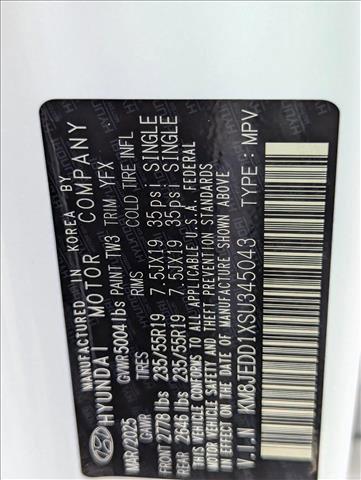 MANUFACTURED IN KOREA BY
HYUNDAI MOTOR COMPANY
MAR/2025 GVWR5004lbs PAINT TW3 TRIM YFX
GAWR TIRES RIMS COLD TIRE INFL
FRONT 2778 lbs 235/55R19 7.5JX19 35psi SINGLE
REAR 2646 lbs 235/55R19 7.5JX19 35psi SINGLE
THIS VEHICLE CONFORMS TO ALL APPLICABLE U.S.A. FEDERAL
MOTOR VEHICLE SAFETY AND THEFT PREVENTION STANDARDS
IN EFFECT ON THE DATE OF MANUFACTURE SHOWN ABOVE
V.I.N KM8JEDD1XSU345043 TYPE: MPV